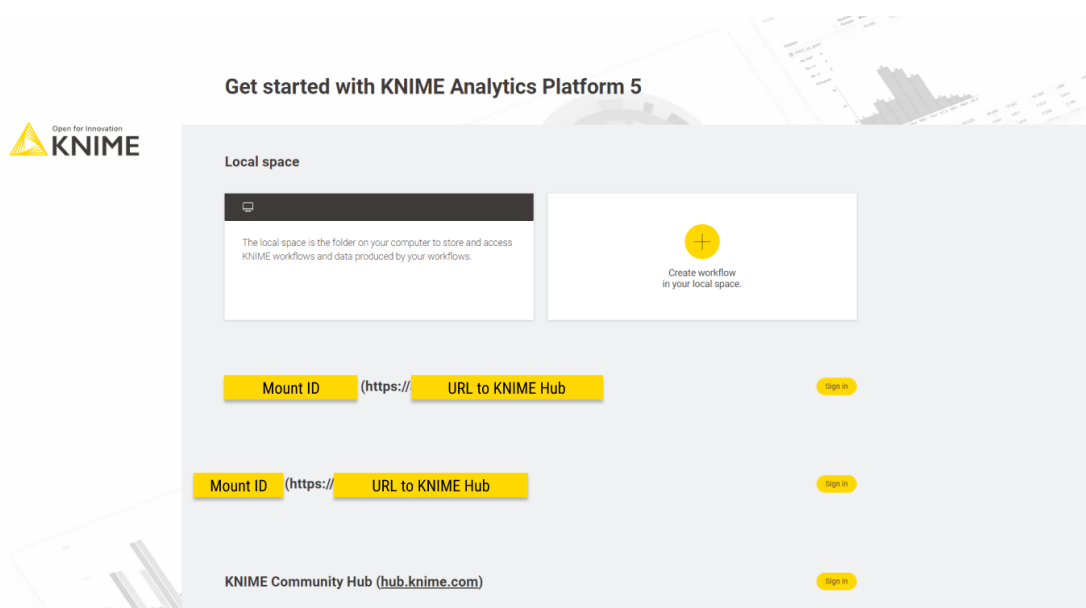 Get started with KNIME Analytics Platform 5
Open for Innovation
KNIME
Local space
The local space is the folder on your computer to store and access
KNIME workflows and data produced by your workflows.
Create workflow
in your local space.
Mount ID (https:// URL to KNIME Hub
Sign in
Mount ID (https:// URL to KNIME Hub
Sign in
KNIME Community Hub (hub.knime.com)
Sign in